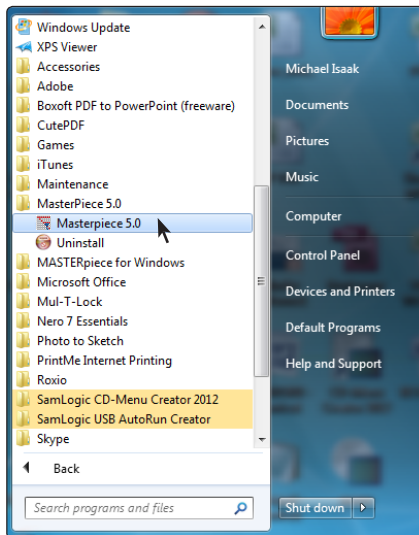 Windows Update
XPS Viewer
Accessories
Adobe
Boxoft PDF to PowerPoint (freeware)
CutePDF
Games
iTunes
Maintenance
MasterPiece 5.0
Masterpiece 5.0
Uninstall
MASTERpiece for Windows
Microsoft Office
Mul-T-Lock
Nero 7 Essentials
Photo to Sketch
PrintMe Internet Printing
Roxio
SamLogic CD-Menu Creator 2012
SamLogic USB AutoRun Creator
Skype
Back
Search programs and files
Michael Isaak
Documents
Pictures
Music
Computer
Control Panel
Devices and Printers
Default Programs
Help and Support
Shut down